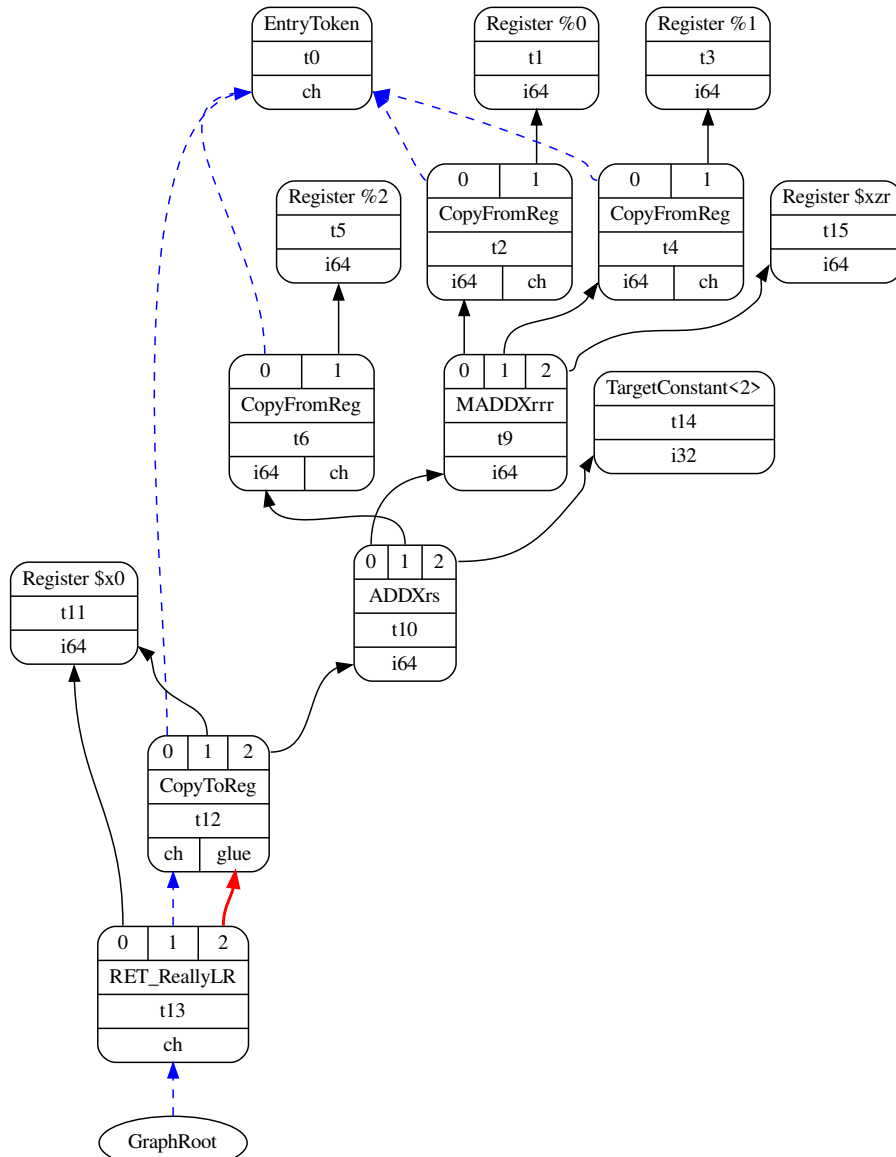 EntryToken
t0
ch
Register %0
t1
i64
Register %1
t3
i64
0 1
CopyFromReg
t2
i64 ch
0 1
CopyFromReg
t4
i64 ch
Register %2
t5
i64
Register $xzr
t15
i64
0 1
CopyFromReg
t6
i64 ch
0 1 2
MADDXrrr
t9
i64
TargetConstant<2>
t14
i32
0 1 2
ADDXrs
t10
i64
Register $x0
t11
i64
0 1 2
CopyToReg
t12
ch glue
0 1 2
RET_ReallyLR
t13
ch
GraphRoot